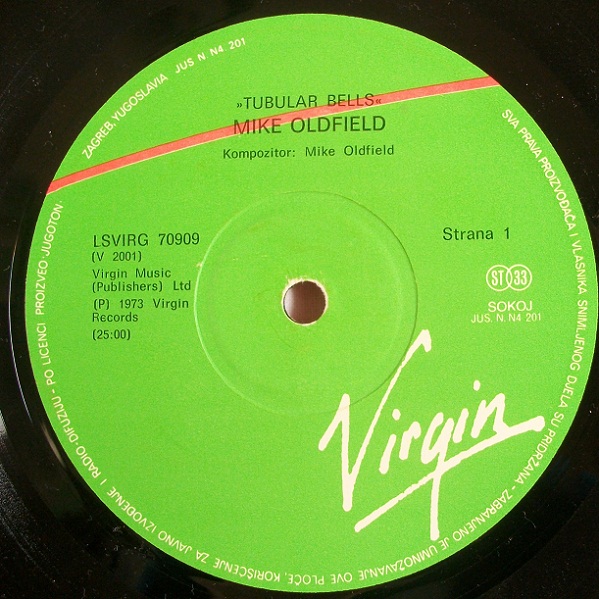 »TUBULAR BELLS«
MIKE OLDFIELD
Kompozitor: Mike Oldfield
LSVIRG 70909
(V 2001)
Virgin Music
(Publishers) Ltd
(P) 1973 Virgin
Records
(25:00)
Strana 1
ST 33
SOKOJ
JUS. N. N4 201
Virgin
SVA PRAVA PROIZVOĐAČA I VLASNIKA SNIMLJENOG DJELA SU PRIDRŽANA - ZABRANJENO JE UMNOŽAVANJE OVE PLOČE, KORIŠĆENJE ZA JAVNO IZVOĐENJE I RADIO-DIFUZIJU - PO LICENCI PROIZVEO JUGOTON · ZAGREB, YUGOSLAVIA JUS N. N4 201